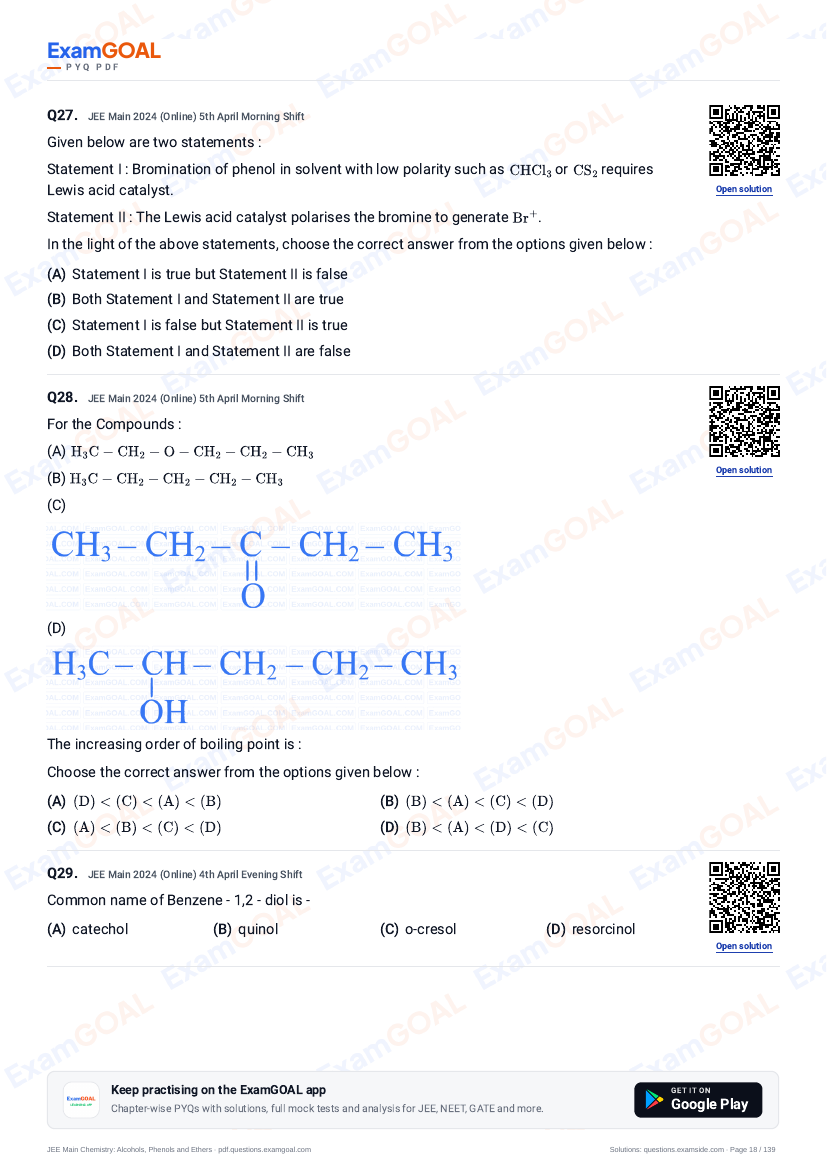 ExamGOAL
PYQ PDF
Q27. JEE Main 2024 (Online) 5th April Morning Shift
Given below are two statements :
Statement I : Bromination of phenol in solvent with low polarity such as CHCl₃ or CS₂ requires
Lewis acid catalyst.
Statement II : The Lewis acid catalyst polarises the bromine to generate Br⁺.
In the light of the above statements, choose the correct answer from the options given below :
(A) Statement I is true but Statement II is false
(B) Both Statement I and Statement II are true
(C) Statement I is false but Statement II is true
(D) Both Statement I and Statement II are false
Open solution
Q28. JEE Main 2024 (Online) 5th April Morning Shift
For the Compounds :
(A) H₃C − CH₂ − O − CH₂ − CH₂ − CH₃
(B) H₃C − CH₂ − CH₂ − CH₂ − CH₃
(C)
CH₃ − CH₂ − C − CH₂ − CH₃
O
(D)
H₃C − CH − CH₂ − CH₂ − CH₃
OH
The increasing order of boiling point is :
Choose the correct answer from the options given below :
(A) (D) < (C) < (A) < (B) (B) (B) < (A) < (C) < (D)
(C) (A) < (B) < (C) < (D) (D) (B) < (A) < (D) < (C)
Open solution
Q29. JEE Main 2024 (Online) 4th April Evening Shift
Common name of Benzene - 1,2 - diol is -
(A) catechol (B) quinol (C) o-cresol (D) resorcinol
Open solution
Keep practising on the ExamGOAL app
Chapter-wise PYQs with solutions, full mock tests and analysis for JEE, NEET, GATE and more.
GET IT ON
Google Play
JEE Main Chemistry: Alcohols, Phenols and Ethers · pdf.questions.examgoal.com
Solutions: questions.examside.com · Page 18 / 139